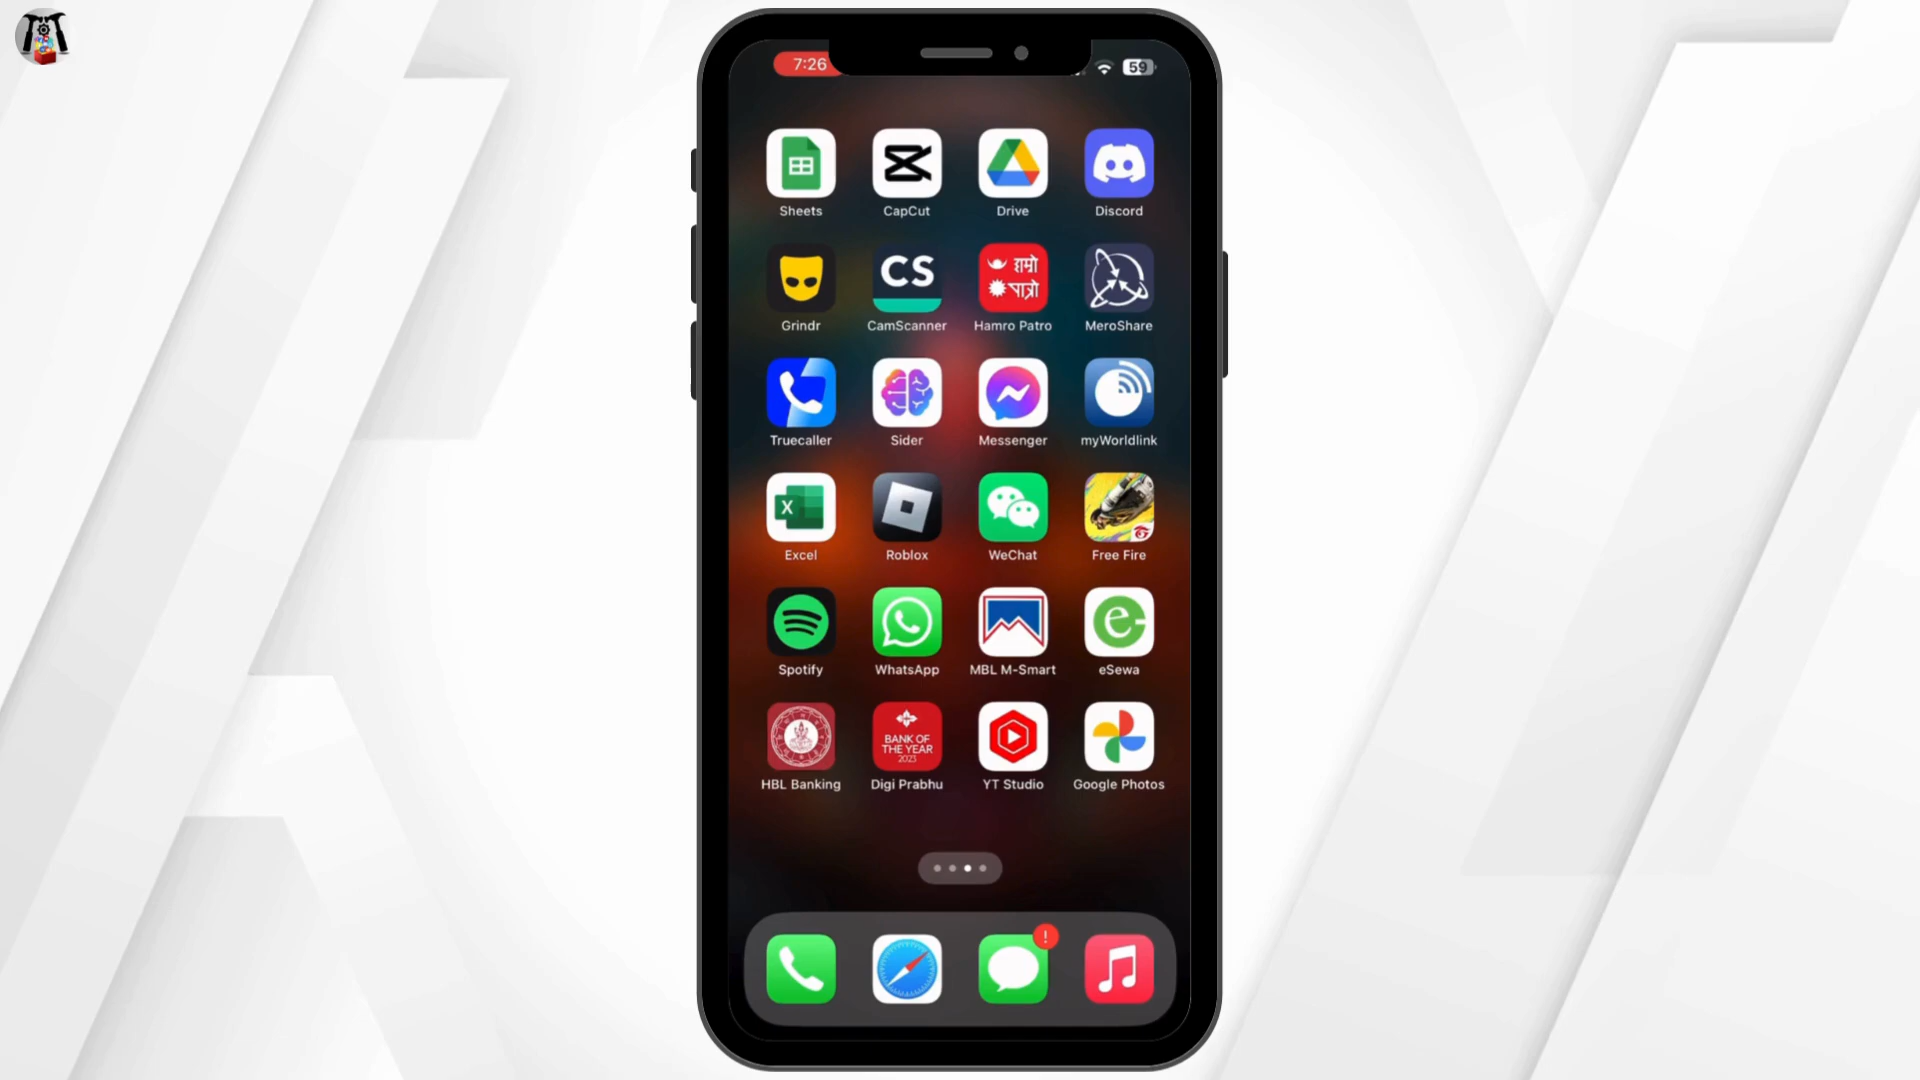 7:26
59
Sheets
CapCut
Drive
Discord
CS
हाम्रो
पात्रो
Grindr
CamScanner
Hamro Patro
MeroShare
Truecaller
Sider
Messenger
myWorldlink
X
Excel
Roblox
WeChat
Free Fire
e
Spotify
WhatsApp
MBL M-Smart
eSewa
BANK OF
THE YEAR
2023
HBL Banking
Digi Prabhu
YT Studio
Google Photos
!